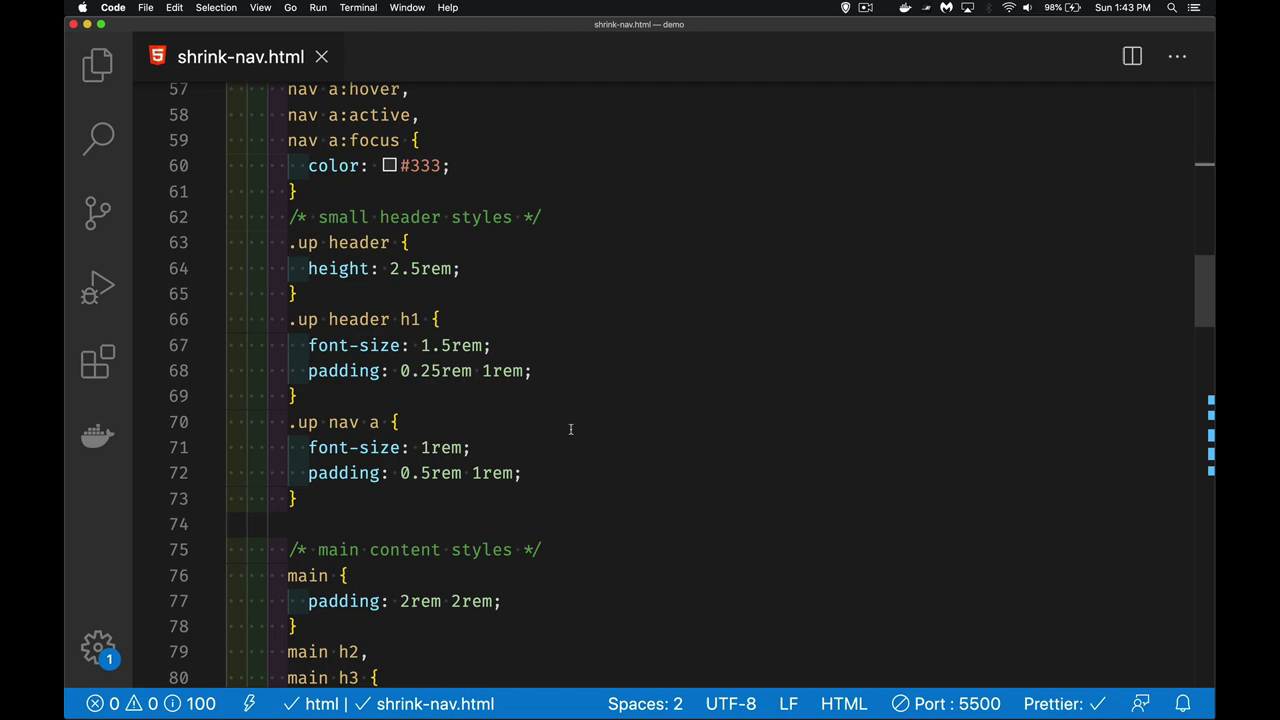 Code File Edit Selection View Go Run Terminal Window Help 98% Sun 1:43 PM
shrink-nav.html — demo
shrink-nav.html
57 nav a:hover,
58 nav a:active,
59 nav a:focus {
60 color: #333;
61 }
62 /* small header styles */
63 .up header {
64 height: 2.5rem;
65 }
66 .up header h1 {
67 font-size: 1.5rem;
68 padding: 0.25rem 1rem;
69 }
70 .up nav a {
71 font-size: 1rem;
72 padding: 0.5rem 1rem;
73 }
74
75 /* main content styles */
76 main {
77 padding: 2rem 2rem;
78 }
79 main h2,
80 main h3 {
1
0 0 100 html | shrink-nav.html Spaces: 2 UTF-8 LF HTML Port : 5500 Prettier: